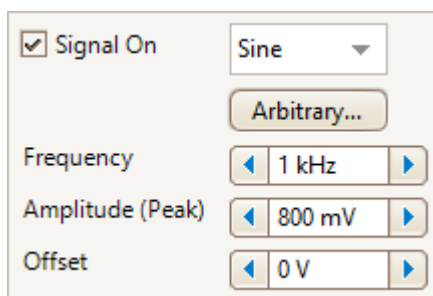 Signal On Sine
Arbitrary...
Frequency 1 kHz
Amplitude (Peak) 800 mV
Offset 0 V